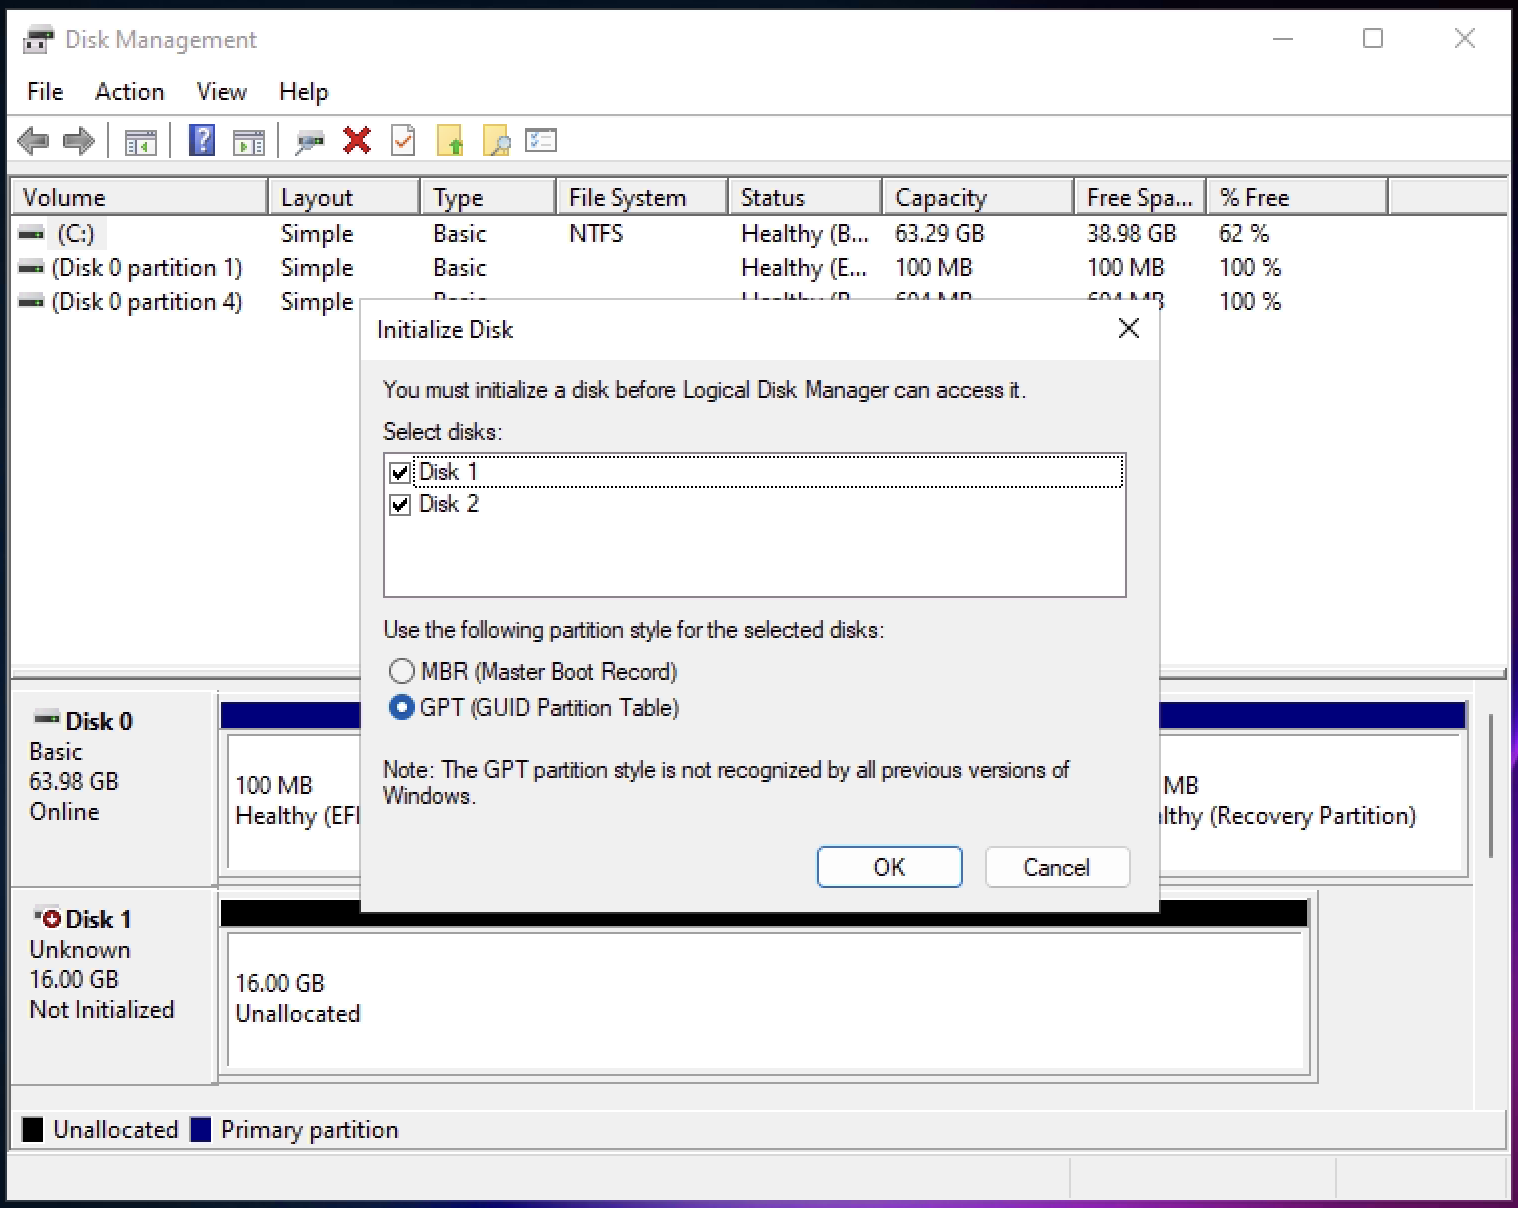 Disk Management
File Action View Help
Volume Layout Type File System Status Capacity Free Spa... % Free
(C:) Simple Basic NTFS Healthy (B... 63.29 GB 38.98 GB 62 %
(Disk 0 partition 1) Simple Basic Healthy (E... 100 MB 100 MB 100 %
(Disk 0 partition 4) Simple 100 %
Initialize Disk
You must initialize a disk before Logical Disk Manager can access it.
Select disks:
Disk 1
Disk 2
Use the following partition style for the selected disks:
MBR (Master Boot Record)
GPT (GUID Partition Table)
Note: The GPT partition style is not recognized by all previous versions of
Windows.
OK Cancel
Disk 0
Basic
63.98 GB
Online
100 MB
Healthy (EFI
MB
lthy (Recovery Partition)
Disk 1
Unknown
16.00 GB
Not Initialized
16.00 GB
Unallocated
Unallocated Primary partition